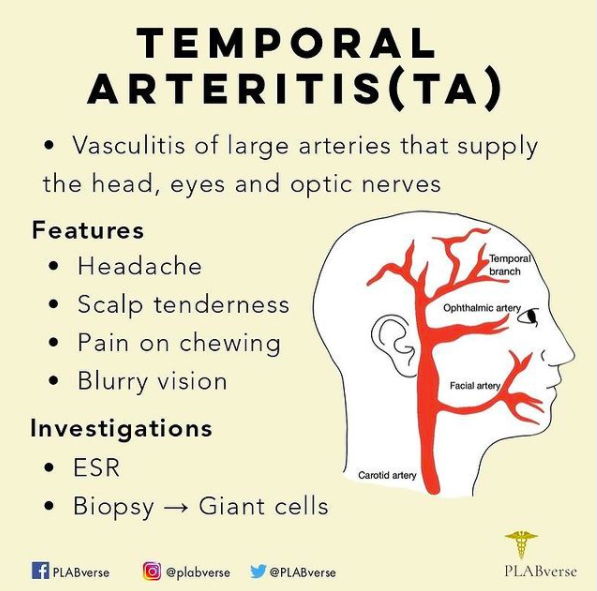 TEMPORAL
ARTERITIS(TA)
• Vasculitis of large arteries that supply
the head, eyes and optic nerves
Features
• Headache
• Scalp tenderness
• Pain on chewing
• Blurry vision
Temporal
branch
Ophthalmic artery
Facial artery
Carotid artery
Investigations
• ESR
• Biopsy → Giant cells
PLABverse
@plabverse
@PLABverse
PLABverse